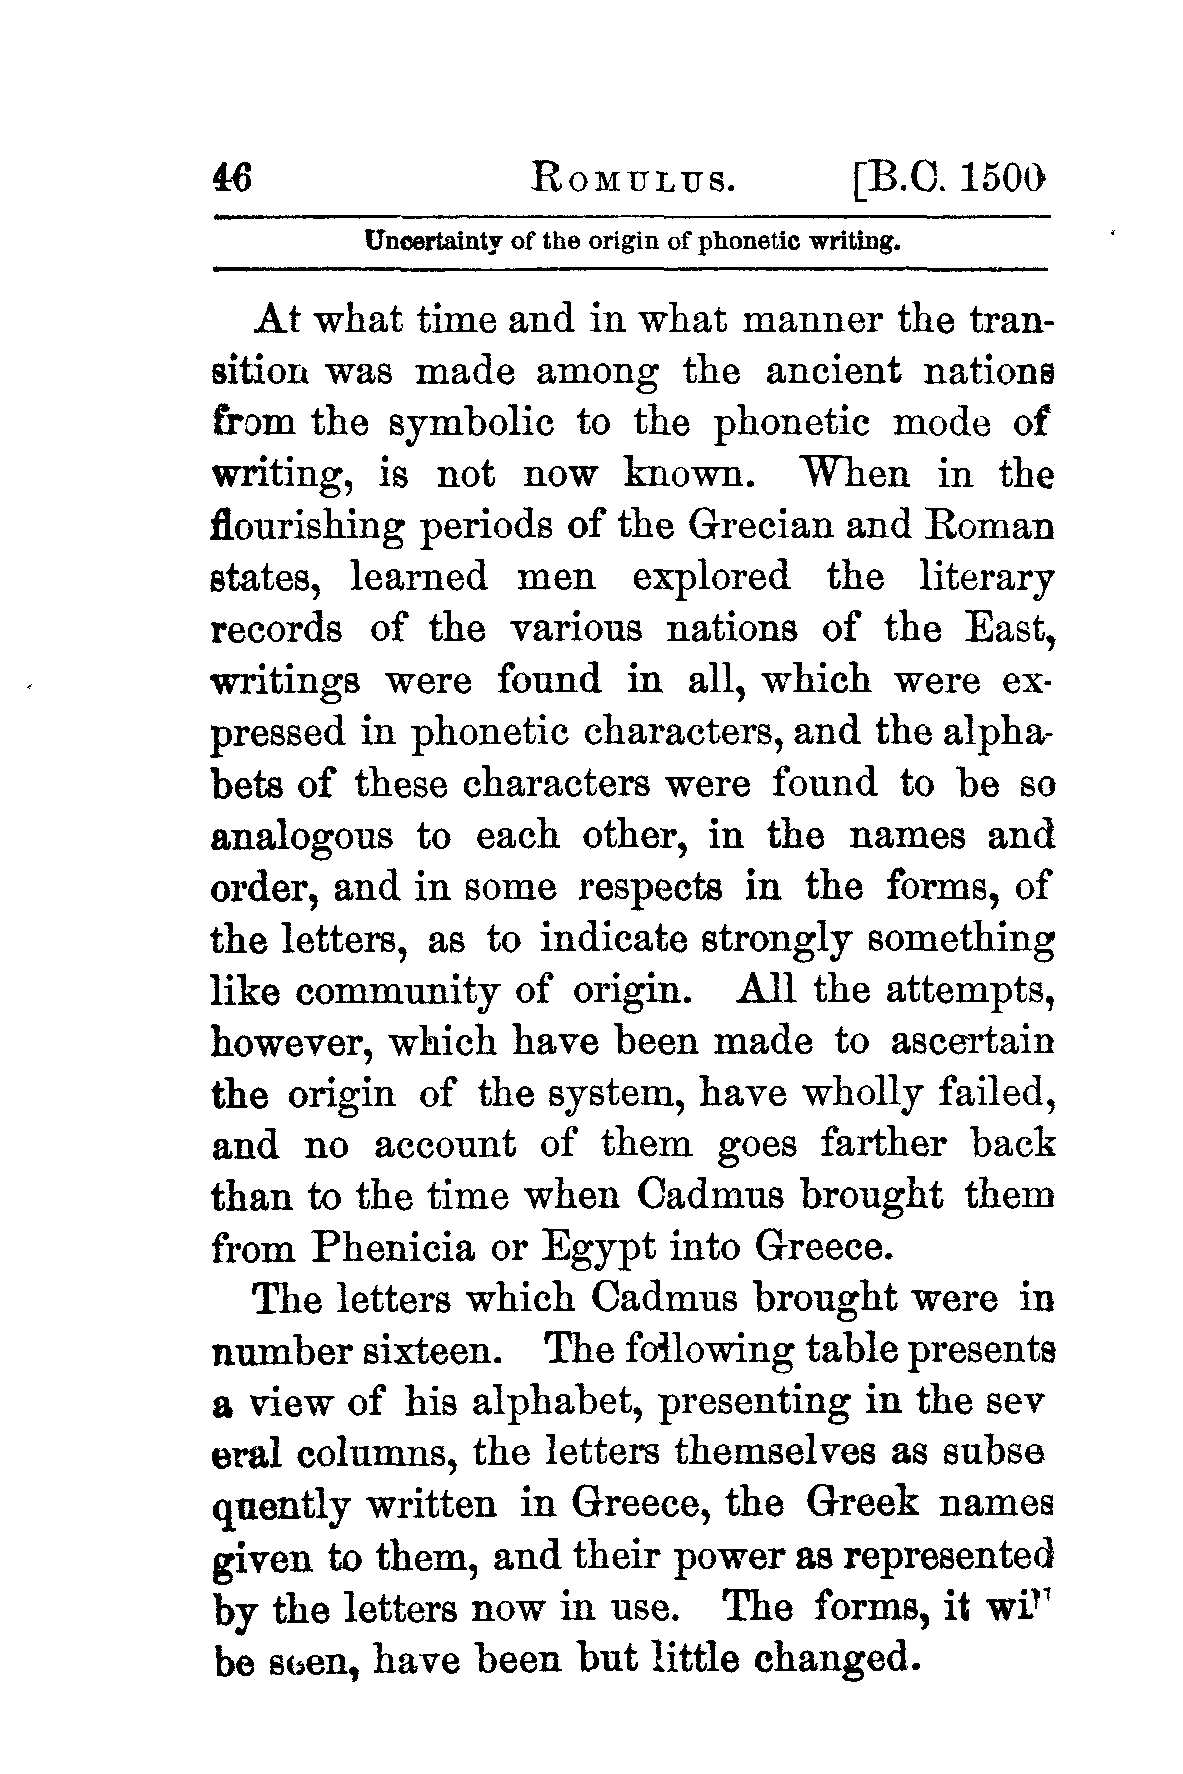 46 ROMULUS. [B.C. 1500
Uncertainty of the origin of phonetic writing.
At what time and in what manner the tran-
sition was made among the ancient nations
from the symbolic to the phonetic mode of
writing, is not now known. When in the
flourishing periods of the Grecian and Roman
states, learned men explored the literary
records of the various nations of the East,
writings were found in all, which were ex-
pressed in phonetic characters, and the alpha-
bets of these characters were found to be so
analogous to each other, in the names and
order, and in some respects in the forms, of
the letters, as to indicate strongly something
like community of origin. All the attempts,
however, which have been made to ascertain
the origin of the system, have wholly failed,
and no account of them goes farther back
than to the time when Cadmus brought them
from Phenicia or Egypt into Greece.
The letters which Cadmus brought were in
number sixteen. The following table presents
a view of his alphabet, presenting in the sev
eral columns, the letters themselves as subse
quently written in Greece, the Greek names
given to them, and their power as represented
by the letters now in use. The forms, it will
be seen, have been but little changed.